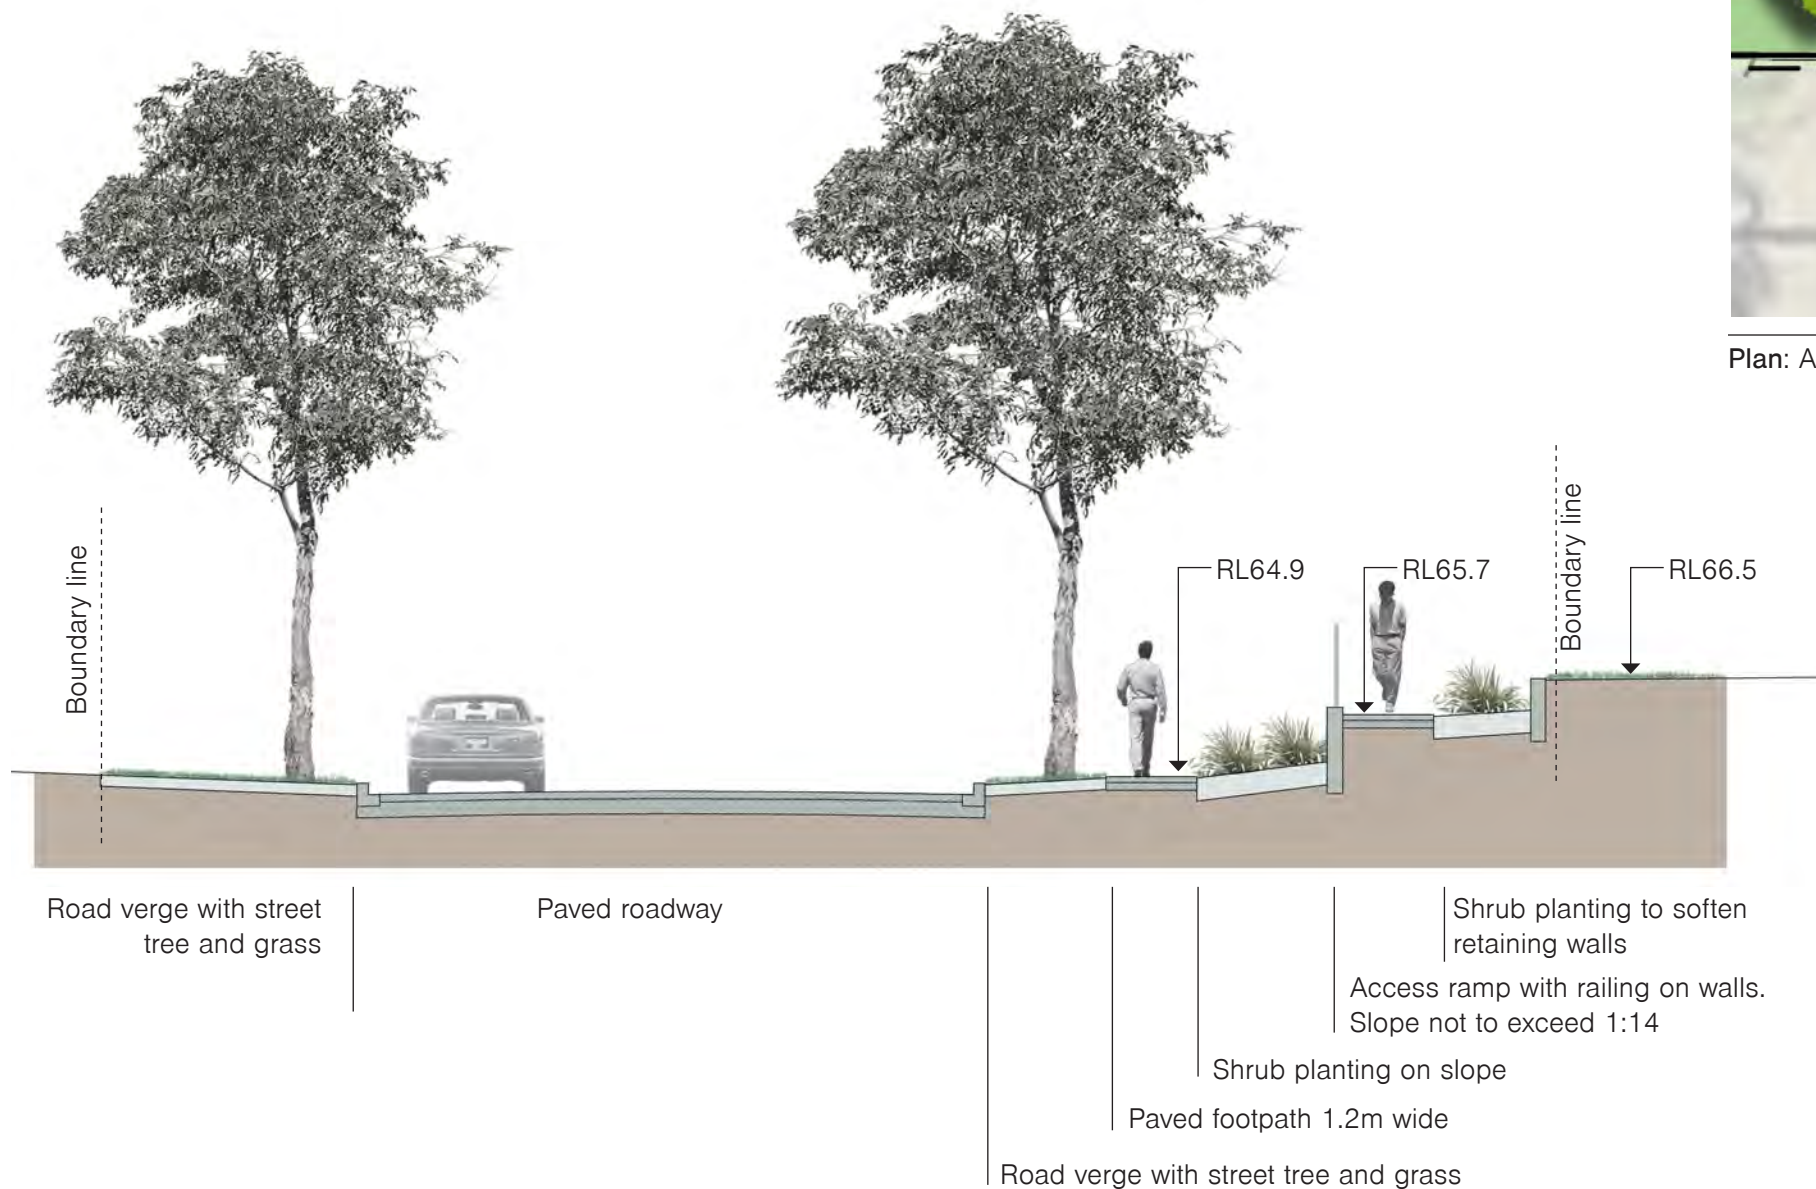 Plan: A
Boundary line
RL64.9
RL65.7
Boundary line
RL66.5
Road verge with street
tree and grass
Paved roadway
Shrub planting to soften
retaining walls
Access ramp with railing on walls.
Slope not to exceed 1:14
Shrub planting on slope
Paved footpath 1.2m wide
Road verge with street tree and grass